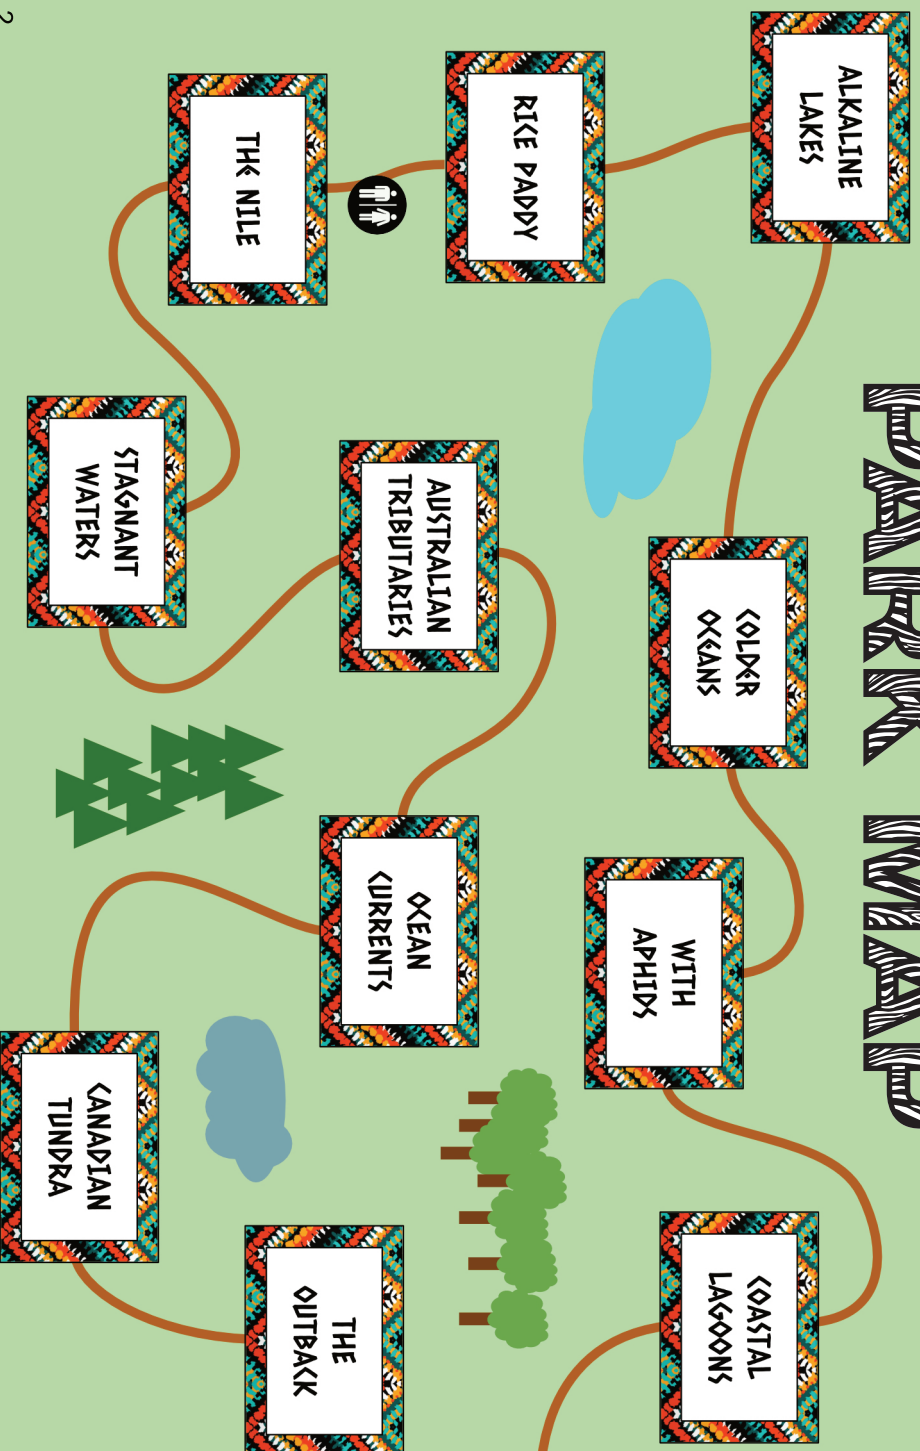 PARK MAP
ALKALINE
LAKES
RICE PADDY
THE NILE
COLDER
OCEANS
AUSTRALIAN
TRIBUTARIES
STAGNANT
WATERS
WITH
APHIDS
OCEAN
CURRENTS
COASTAL
LAGOONS
CANADIAN
TUNDRA
THE
OUTBACK
2